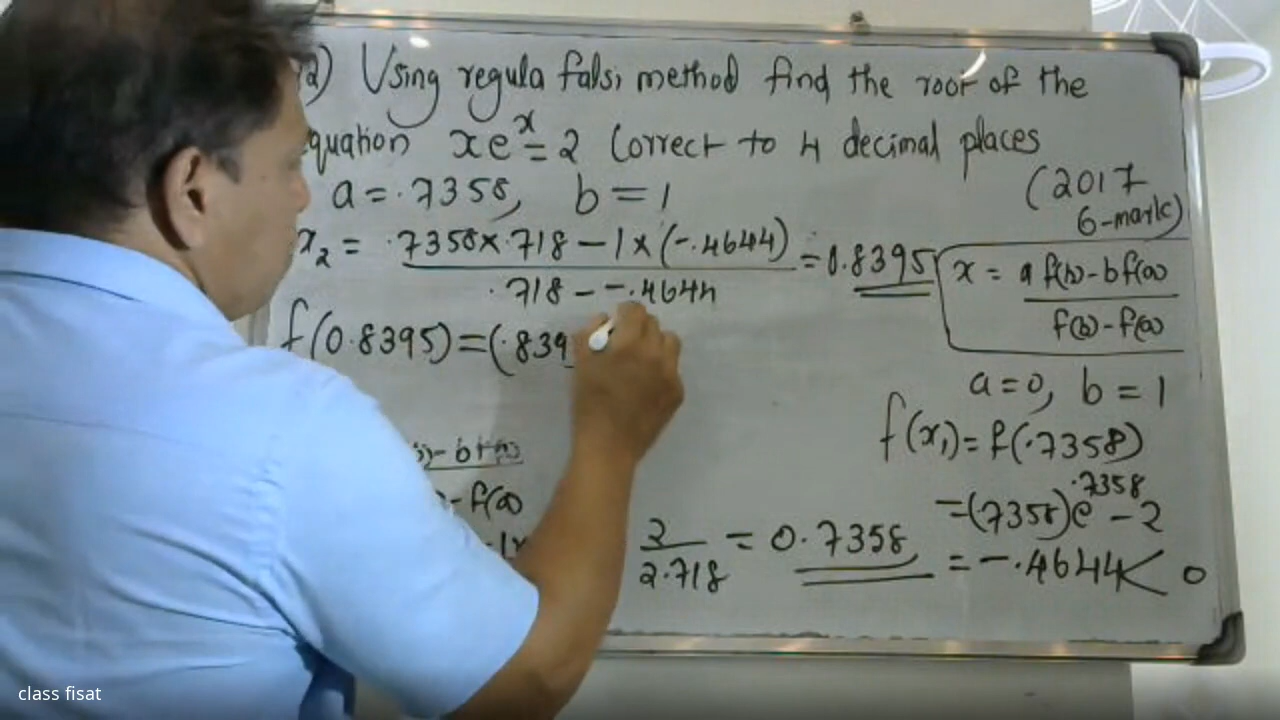 2) Using regula falsi method find the root of the
equation xe^x = 2 Correct to 4 decimal places
(2017
6-mark)
a = .7358, b = 1
x₂ = .7358×.718 − 1×(−.4644) / .718 − −.4644 = 0.8395
x = a f(b) − b f(a) / f(b) − f(a)
f(0.8395) = (.839
a = 0, b = 1
f(x₁) = f(.7358)
= (7358)e^.7358 − 2
= −.4644 < 0
− f(a)
2 / 2.718 = 0.7358
class fisat